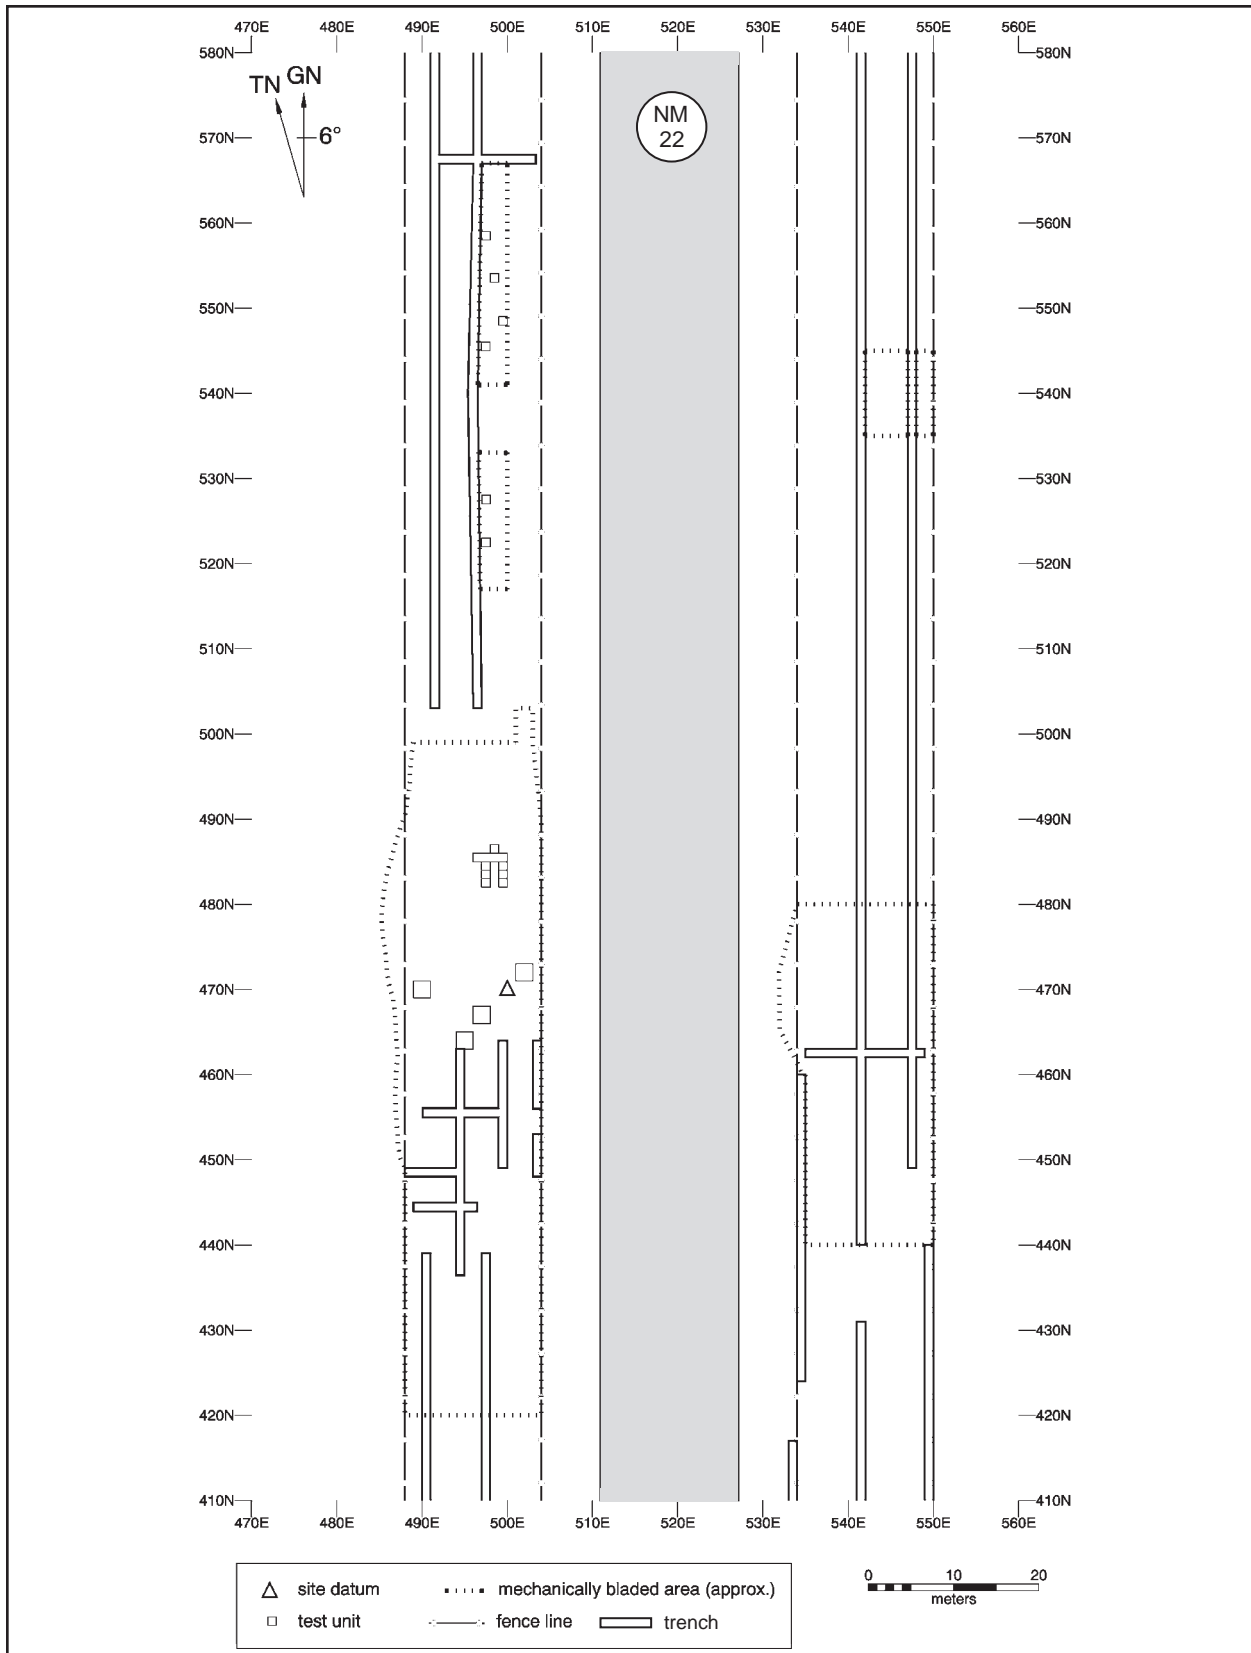 470E 480E 490E 500E 510E 520E 530E 540E 550E 560E
580N 580N
TN GN
NM
22
6°
570N 570N
560N 560N
550N 550N
540N 540N
530N 530N
520N 520N
510N 510N
500N 500N
490N 490N
480N 480N
470N 470N
460N 460N
450N 450N
440N 440N
430N 430N
420N 420N
410N 410N
470E 480E 490E 500E 510E 520E 530E 540E 550E 560E
site datum mechanically bladed area (approx.)
test unit fence line trench
0 10 20
meters